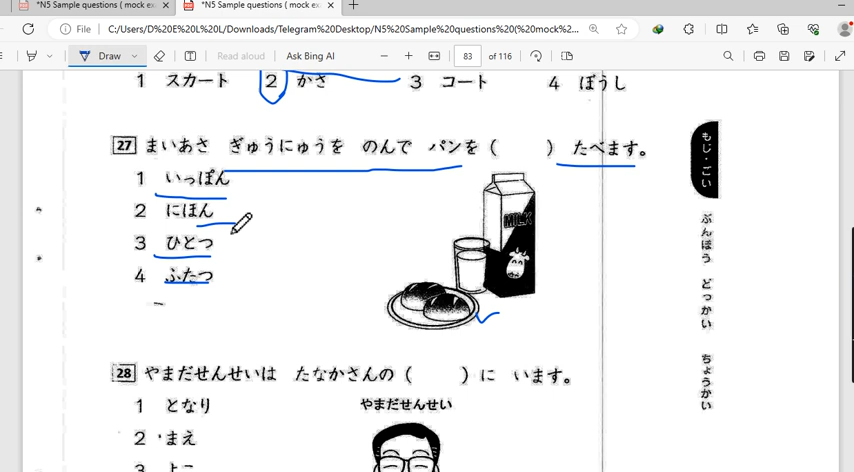 *N5 Sample questions ( mock ex
*N5 Sample questions ( mock ex
File
C:/Users/D%20E%20L%20L/Downloads/Telegram%20Desktop/N5%20Sample%20questions%20(%20mock%2...
Draw
Read aloud
Ask Bing AI
83
of 116
1 スカート 2 かさ 3 コート 4 ぼうし
27 まいあさ ぎゅうにゅうを のんで パンを( )たべます。
1 いっぽん
2 にほん
3 ひとつ
4 ふたつ
MILK
28 やまだせんせいは たなかさんの( )に います。
1 となり
やまだせんせい
2 まえ
3 よこ
もじ・ごい
ぶんぽう
どっかい
ちょうかい